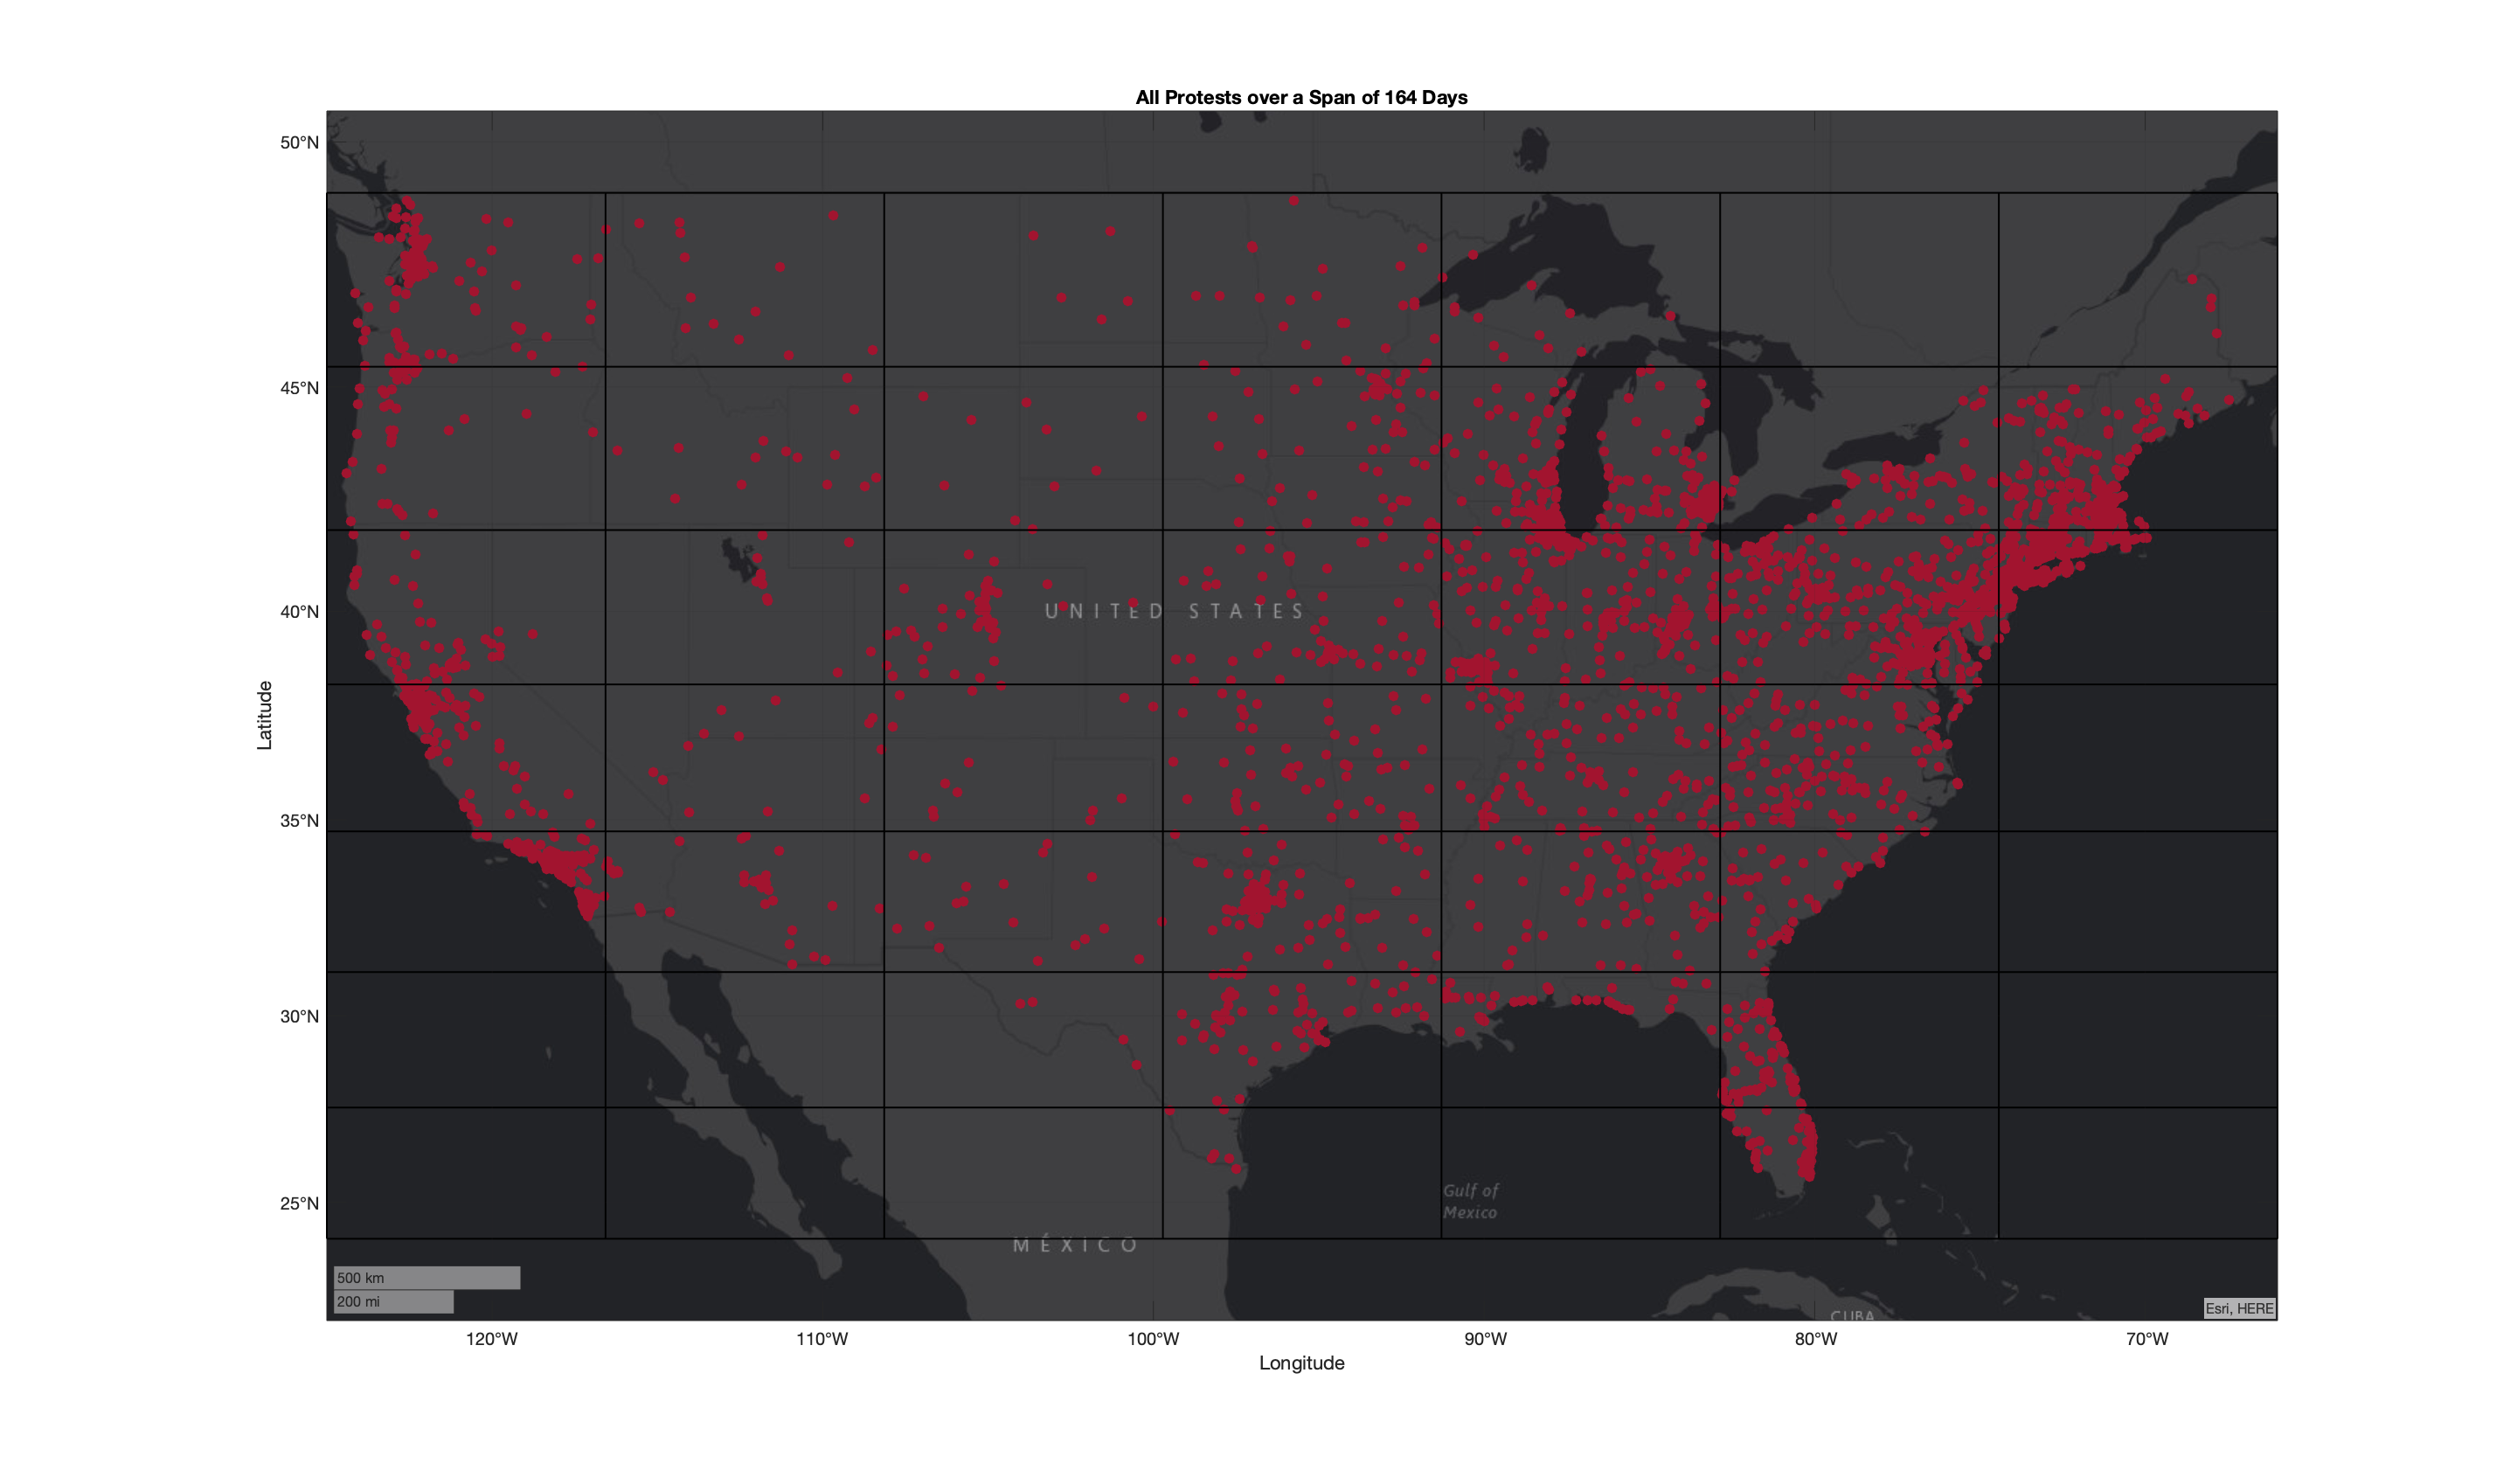 All Protests over a Span of 164 Days
50°N
45°N
40°N
35°N
30°N
25°N
Latitude
UNITED STATES
Gulf of
Mexico
MÉXICO
CUBA
500 km
200 mi
Esri, HERE
120°W 110°W 100°W 90°W 80°W 70°W
Longitude